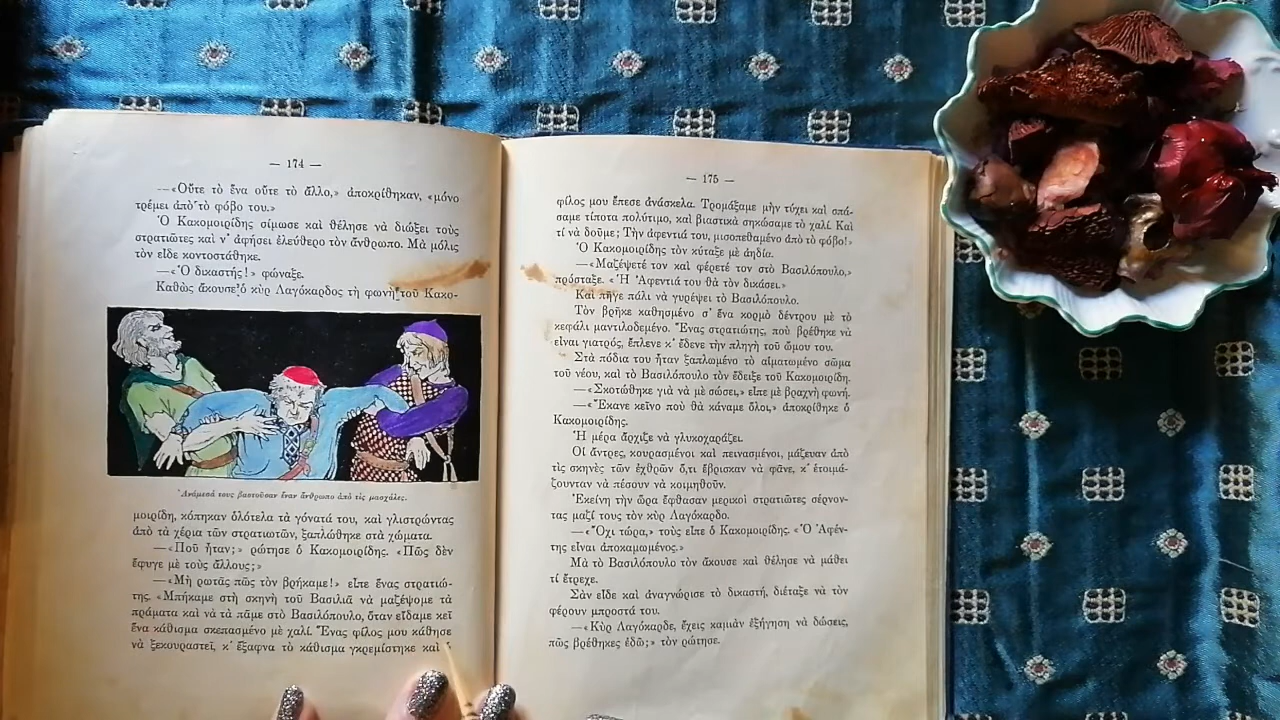 — 174 —
—«Οὔτε τὸ ἕνα οὔτε τὸ ἄλλο,» ἀποκρίθηκαν, «μόνο
τρέμει ἀπὸ τὸ φόβο του.»
Ὁ Κακομοιρίδης σίμωσε καὶ θέλησε νὰ διώξει τοὺς
στρατιῶτες καὶ ν' ἀφήσει ἐλεύθερο τὸν ἄνθρωπο. Μὰ μόλις
τὸν εἶδε κοντοστάθηκε.
—«Ὁ δικαστής!» φώναξε.
Καθὼς ἄκουσε ὁ κὺρ Λαγόκαρδος τὴ φωνὴ τοῦ Κακο-
Ἀνάμεσά τους βαστοῦσαν ἕναν ἄνθρωπο ἀπὸ τὶς μασχάλες.
μοιρίδη, κόπηκαν ὁλότελα τὰ γόνατά του, καὶ γλιστρώντας
ἀπὸ τὰ χέρια τῶν στρατιωτῶν, ξαπλώθηκε στὰ χώματα.
—«Ποῦ ἦταν;» ρώτησε ὁ Κακομοιρίδης. «Πῶς δὲν
ἔφυγε μὲ τοὺς ἄλλους;»
—«Μὴ ρωτᾶς πῶς τὸν βρήκαμε!» εἶπε ἕνας στρατιώ-
της. «Μπήκαμε στὴ σκηνὴ τοῦ Βασιλιᾶ νὰ μαζέψομε τὰ
πράματα καὶ νὰ τὰ πᾶμε στὸ Βασιλόπουλο, ὅταν εἴδαμε κεῖ
ἕνα κάθισμα σκεπασμένο μὲ χαλί. Ἕνας φίλος μου κάθησε
νὰ ξεκουραστεῖ, κ' ἔξαφνα τὸ κάθισμα γκρεμίστηκε καὶ
— 175 —
φίλος μου ἔπεσε ἀνάσκελα. Τρομάξαμε μὴν τύχει καὶ σπά-
σαμε τίποτα πολύτιμο, καὶ βιαστικὰ σηκώσαμε τὸ χαλί. Καὶ
τί νὰ δοῦμε; Τὴν ἀφεντιά του, μισοπεθαμένο ἀπὸ τὸ φόβο!»
Ὁ Κακομοιρίδης τὸν κύταξε μὲ ἀηδία.
—«Μαζέψετέ τον καὶ φέρετέ τον στὸ Βασιλόπουλο,»
πρόσταξε. «Ἡ Ἀφεντιά του θὰ τὸν δικάσει.»
Καὶ πῆγε πάλι νὰ γυρέψει τὸ Βασιλόπουλο.
Τὸν βρῆκε καθησμένο σ' ἕνα κορμὸ δέντρου μὲ τὸ
κεφάλι μαντιλοδεμένο. Ἕνας στρατιώτης, ποὺ βρέθηκε νὰ
εἶναι γιατρός, ἔπλενε κ' ἔδενε τὴν πληγὴ τοῦ ὤμου του.
Στὰ πόδια του ἦταν ξαπλωμένο τὸ αἱματωμένο σῶμα
τοῦ νέου, καὶ τὸ Βασιλόπουλο τὸν ἔδειξε τοῦ Κακομοιρίδη.
—«Σκοτώθηκε γιὰ νὰ μὲ σώσει,» εἶπε μὲ βραχνὴ φωνή.
—«Ἔκανε κεῖνο ποὺ θὰ κάναμε ὅλοι,» ἀποκρίθηκε ὁ
Κακομοιρίδης.
Ἡ μέρα ἄρχιζε νὰ γλυκοχαράζει.
Οἱ ἄντρες, κουρασμένοι καὶ πεινασμένοι, μάζευαν ἀπὸ
τὶς σκηνὲς τῶν ἐχθρῶν ὅ,τι ἔβρισκαν νὰ φᾶνε, κ' ἑτοιμά-
ζουνταν νὰ πέσουν νὰ κοιμηθοῦν.
Ἐκείνη τὴν ὥρα ἔφθασαν μερικοὶ στρατιῶτες σέρνον-
τας μαζί τους τὸν κὺρ Λαγόκαρδο.
—«Ὄχι τώρα,» τοὺς εἶπε ὁ Κακομοιρίδης. «Ὁ Ἀφέν-
της εἶναι ἀποκαμωμένος.»
Μὰ τὸ Βασιλόπουλο τὸν ἄκουσε καὶ θέλησε νὰ μάθει
τί ἔτρεχε.
Σὰν εἶδε καὶ ἀναγνώρισε τὸ δικαστή, διέταξε νὰ τὸν
φέρουν μπροστά του.
—«Κὺρ Λαγόκαρδε, ἔχεις καμιὰν ἐξήγηση νὰ δώσεις,
πῶς βρέθηκες ἐδῶ;» τὸν ρώτησε.